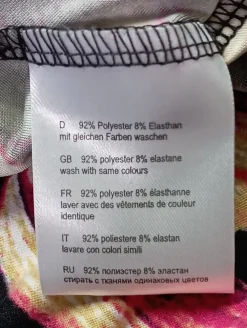 D 92% Polyester 8% Elasthan
mit gleichen Farben waschen
GB 92% polyester 8% elastane
wash with same colours
FR 92% polyester 8% élasthanne
laver avec des vêtements de couleur
identique
IT 92% poliestere 8% elastan
lavare con colori simili
RU 92% полиэстер 8% эластан
стирать с тканями одинаковых цветов